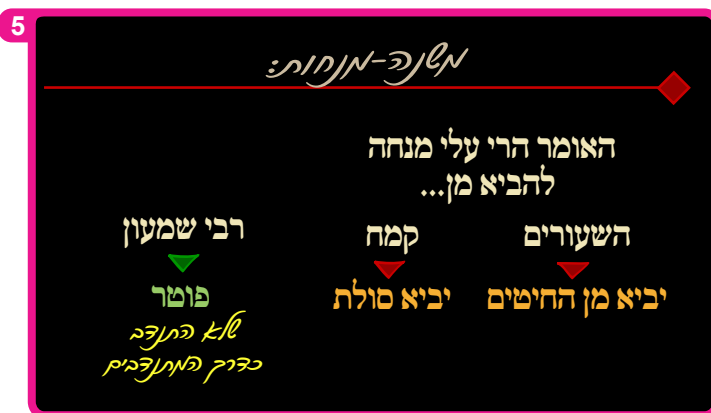 5
משנה-מנחות:
האומר הרי עלי מנחה
להביא מן...
השעורים
קמח
רבי שמעון
יביא מן החיטים
יביא סולת
פוטר
שלא התנדב
כדרך המתנדבים